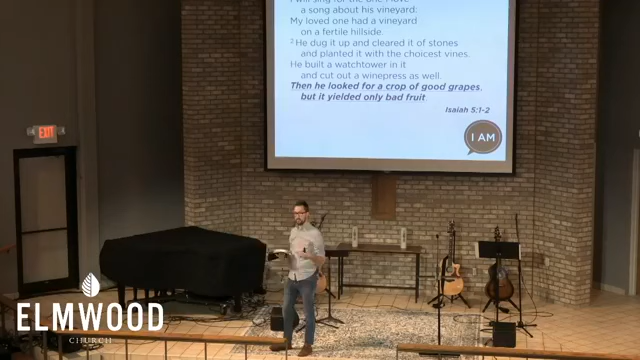 I will sing for the one I love
a song about his vineyard:
My loved one had a vineyard
on a fertile hillside.
2 He dug it up and cleared it of stones
and planted it with the choicest vines.
He built a watchtower in it
and cut out a winepress as well.
Then he looked for a crop of good grapes,
but it yielded only bad fruit.
Isaiah 5:1-2
I AM
EXIT
ELMWOOD
CHURCH